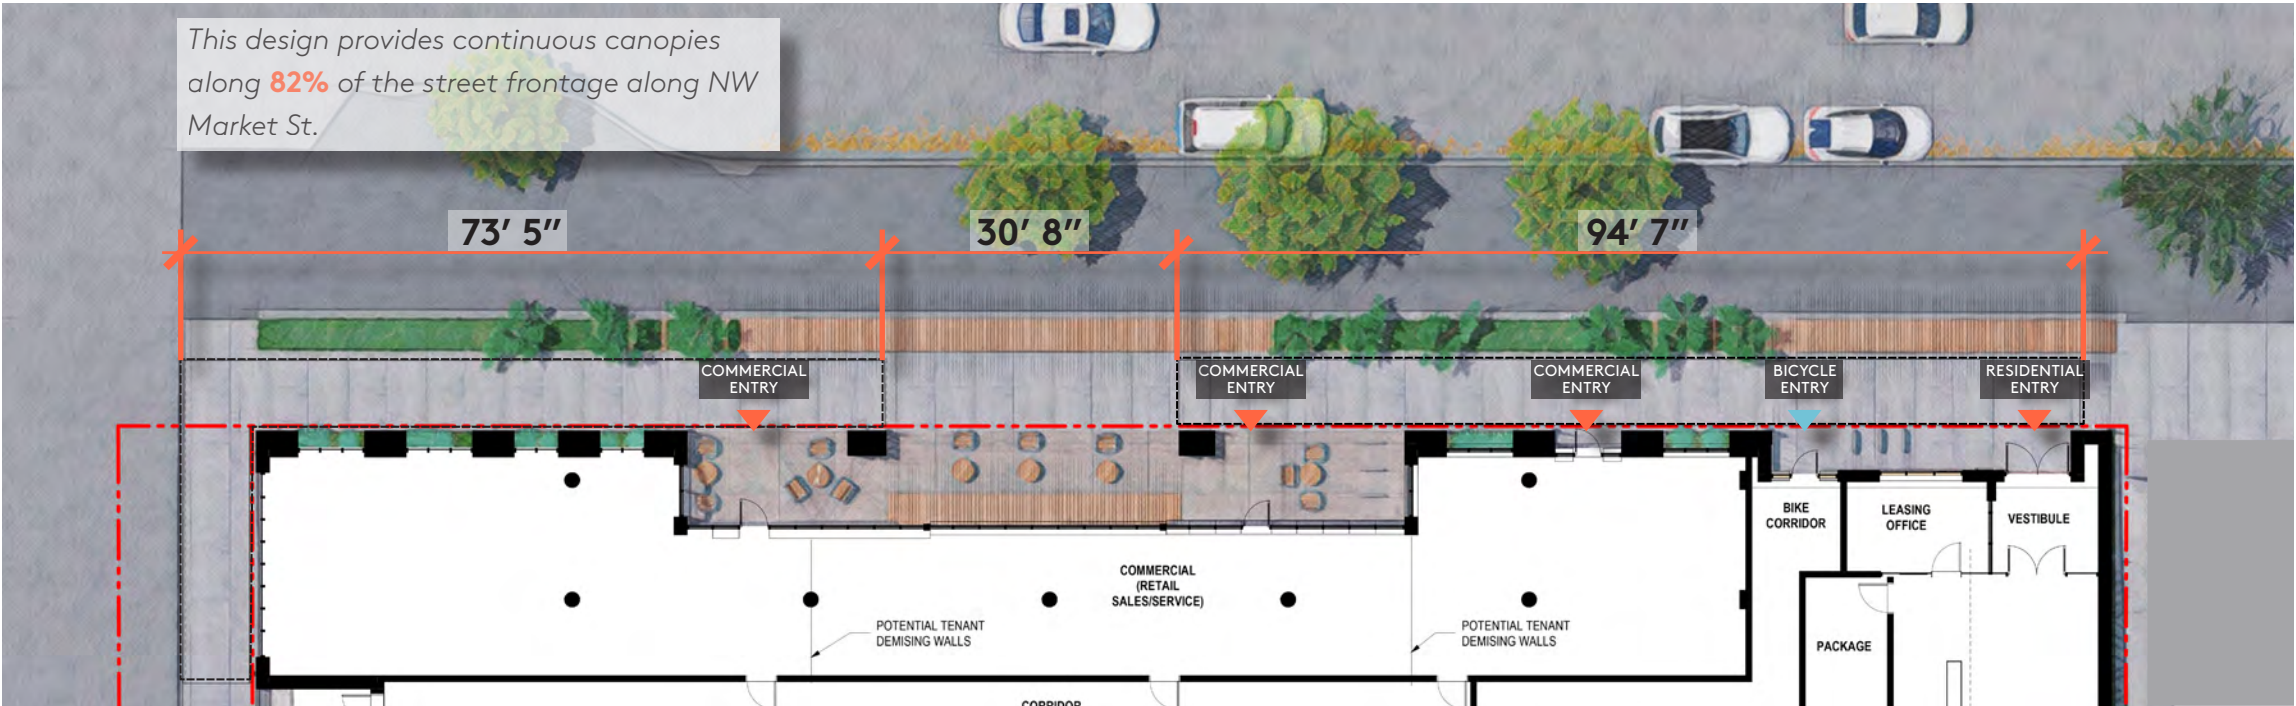 This design provides continuous canopies
along 82% of the street frontage along NW
Market St.
73' 5"
30' 8"
94' 7"
COMMERCIAL
ENTRY
COMMERCIAL
ENTRY
COMMERCIAL
ENTRY
BICYCLE
ENTRY
RESIDENTIAL
ENTRY
BIKE
CORRIDOR
LEASING
OFFICE
VESTIBULE
COMMERCIAL
(RETAIL
SALES/SERVICE)
POTENTIAL TENANT
DEMISING WALLS
POTENTIAL TENANT
DEMISING WALLS
PACKAGE
CORRIDOR